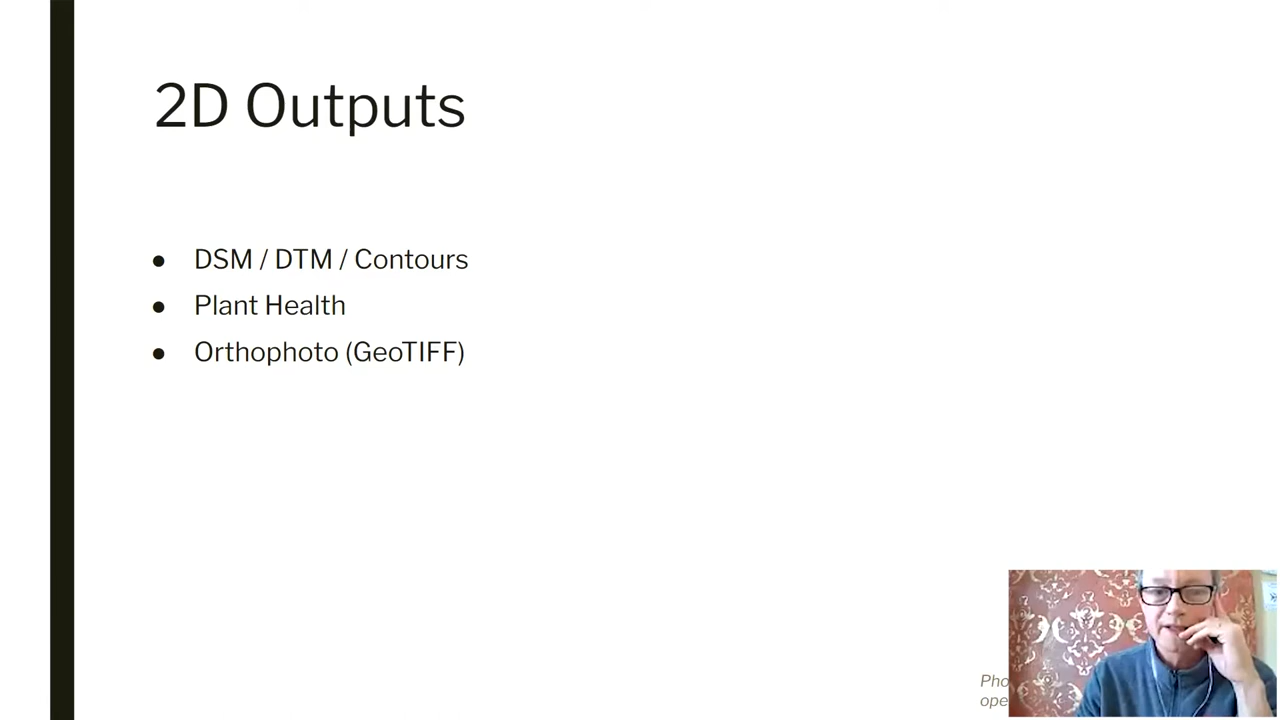 2D Outputs
● DSM / DTM / Contours
● Plant Health
● Orthophoto (GeoTIFF)